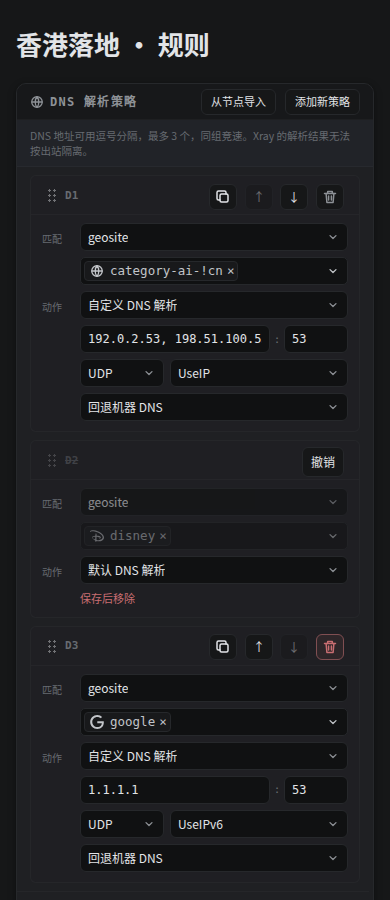 香港落地 • 规则
DNS 解析策略
从节点导入
添加新策略
DNS 地址可用逗号分隔，最多 3 个，同组竞速。Xray 的解析结果无法
按出站隔离。
D1
↑
↓
匹配
geosite
category-ai-!cn ×
动作
自定义 DNS 解析
192.0.2.53, 198.51.100.5 : 53
UDP
UseIP
回退机器 DNS
D2
撤销
匹配
geosite
disney ×
动作
默认 DNS 解析
保存后移除
D3
↑
↓
匹配
geosite
google ×
动作
自定义 DNS 解析
1.1.1.1 : 53
UDP
UseIPv6
回退机器 DNS